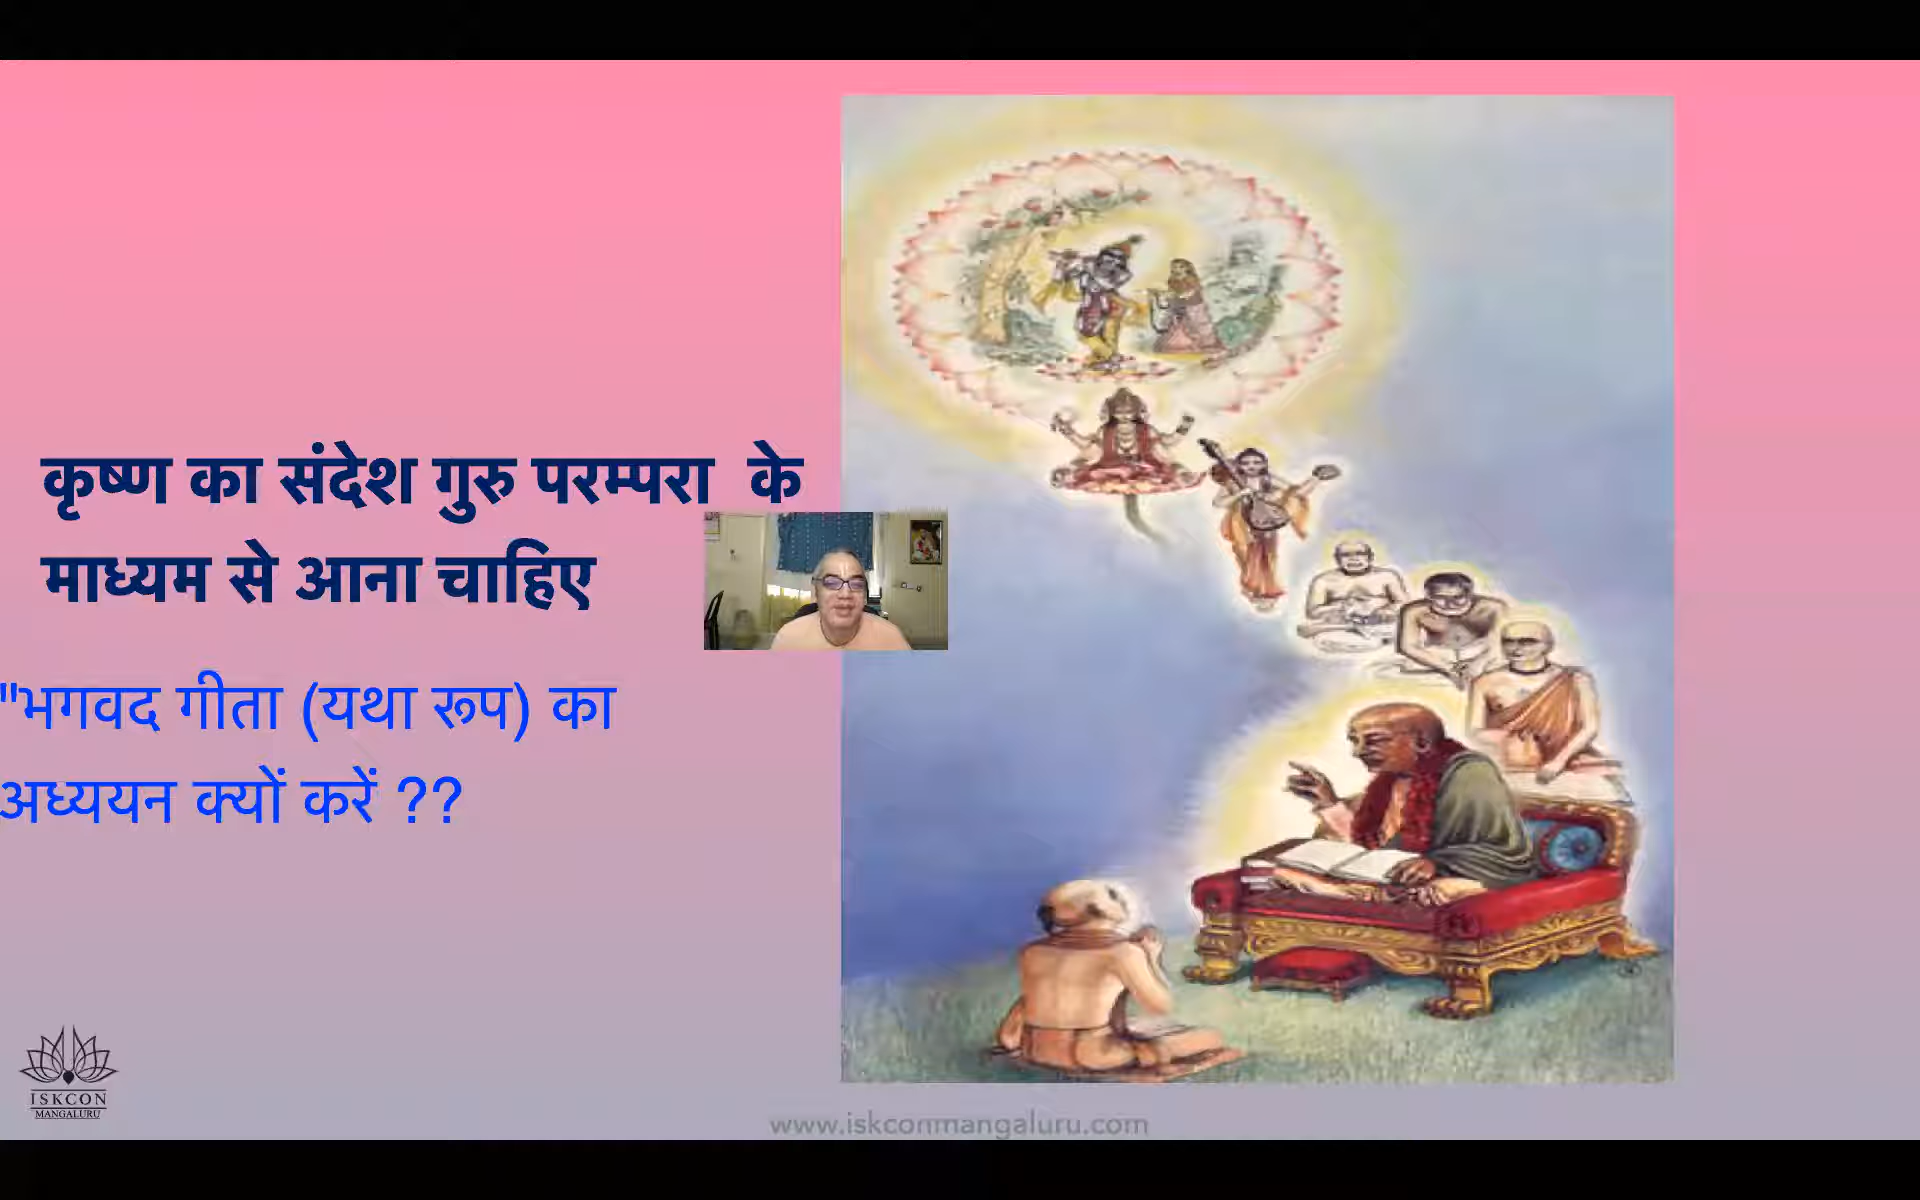 कृष्ण का संदेश गुरु परम्परा के
माध्यम से आना चाहिए
"भगवद गीता (यथा रूप) का
अध्ययन क्यों करें ??
ISKCON
MANGALURU
www.iskconmangaluru.com